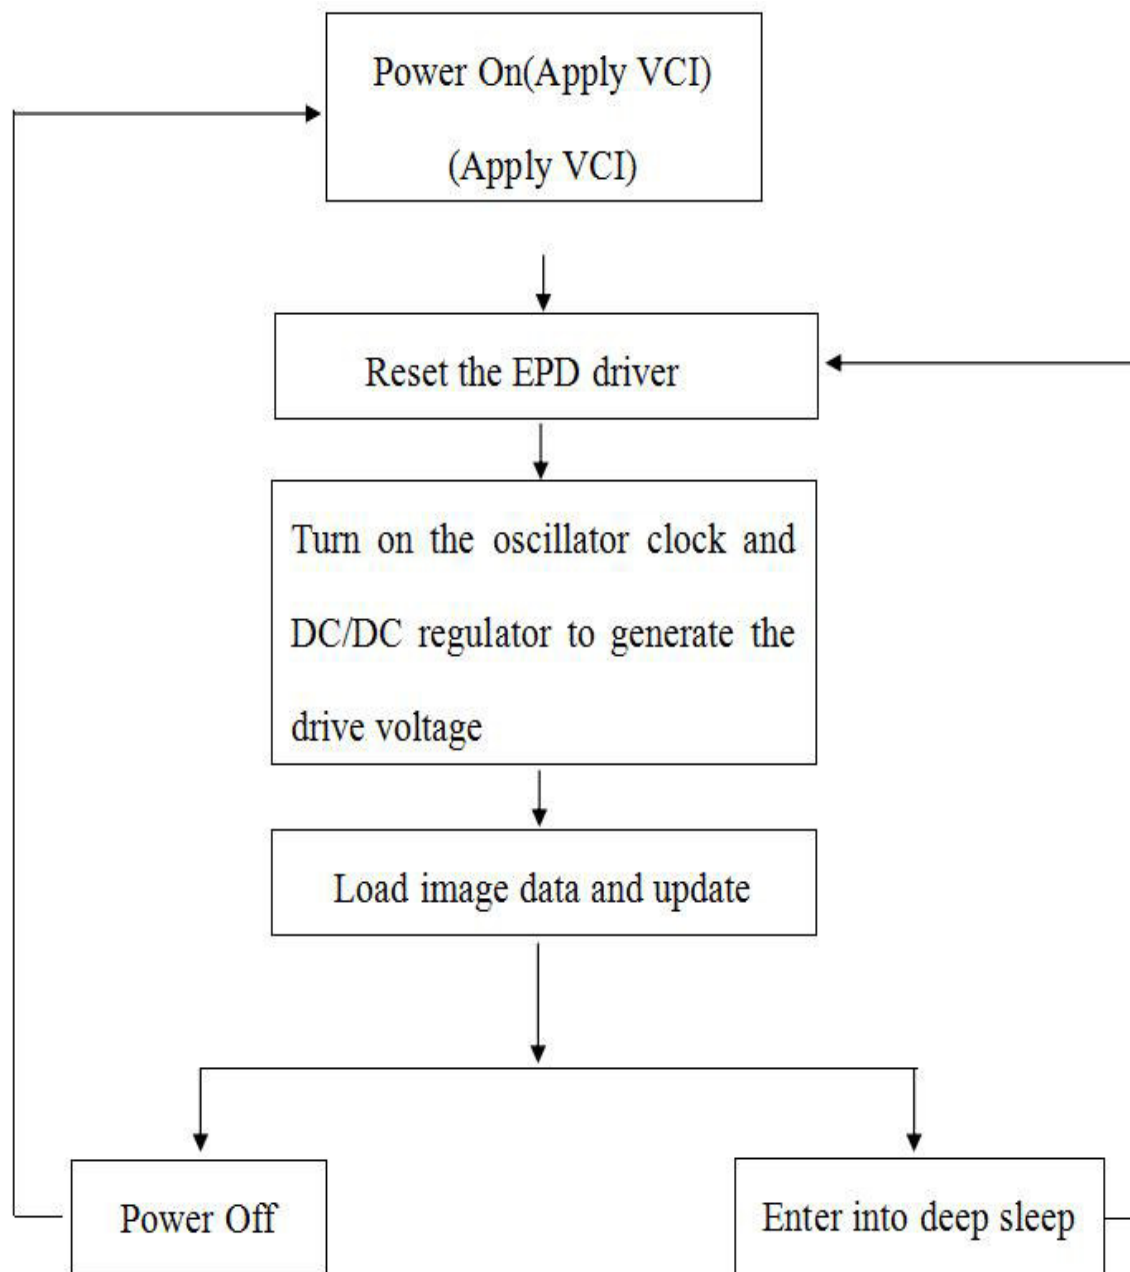 Power On(Apply VCI)
(Apply VCI)
Reset the EPD driver
Turn on the oscillator clock and
DC/DC regulator to generate the
drive voltage
Load image data and update
Power Off
Enter into deep sleep